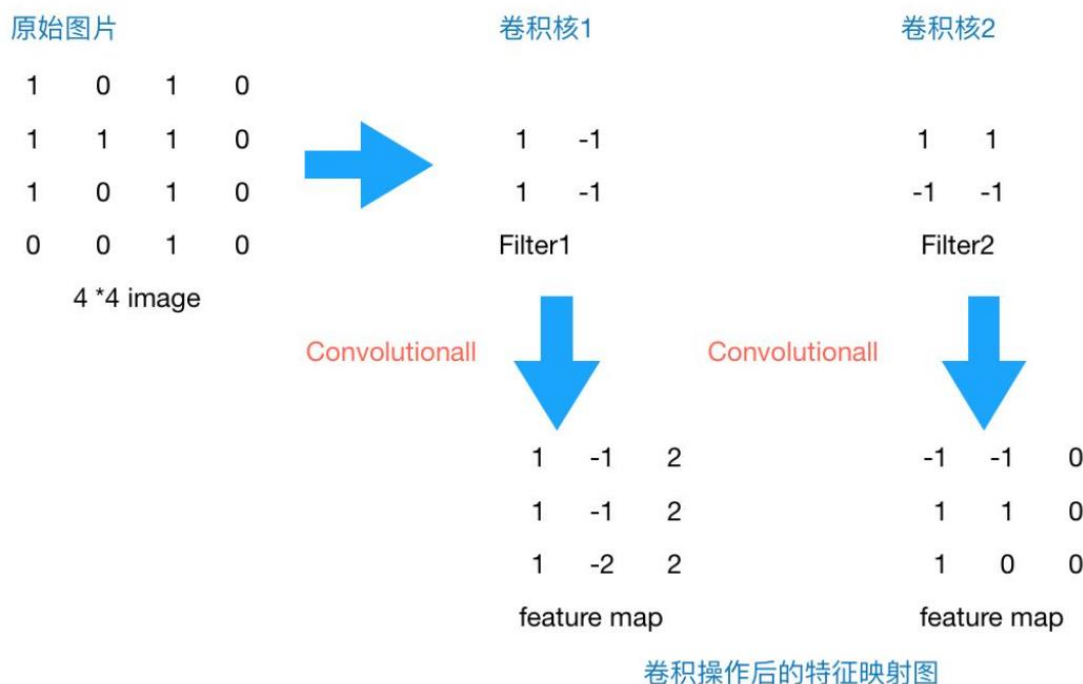 原始图片
1 0 1 0
1 1 1 0
1 0 1 0
0 0 1 0
4 *4 image
卷积核1
1 -1
1 -1
Filter1
卷积核2
1 1
-1 -1
Filter2
Convolutionall
Convolutionall
1 -1 2
1 -1 2
1 -2 2
feature map
-1 -1 0
1 1 0
1 0 0
feature map
卷积操作后的特征映射图